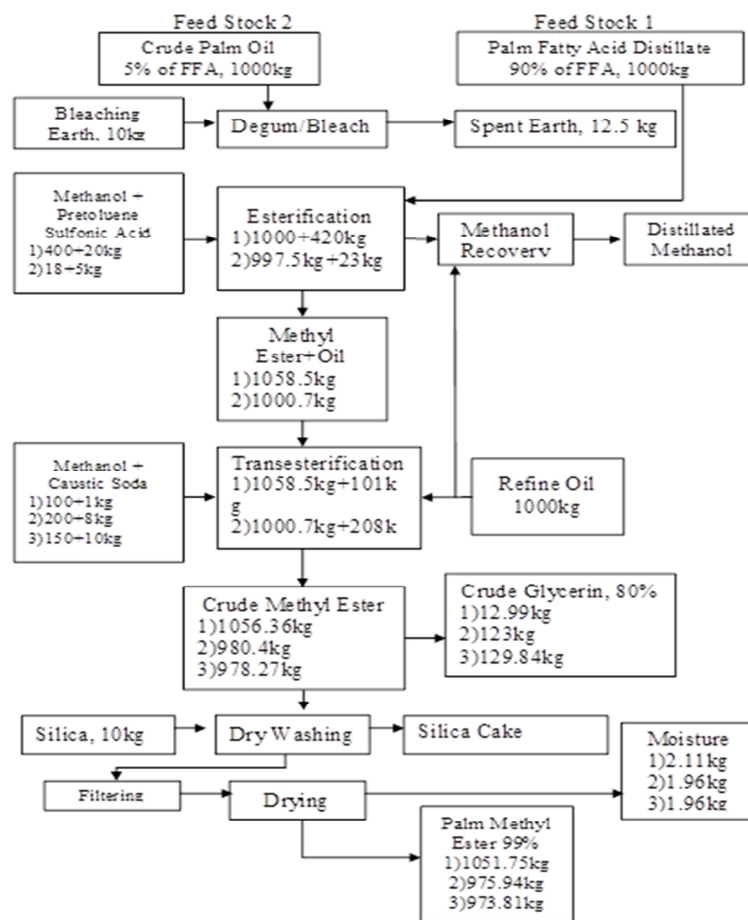 Feed Stock 2
Feed Stock 1
Crude Palm Oil
5% of FFA, 1000kg
Palm Fatty Acid Distillate
90% of FFA, 1000kg
Bleaching
Earth, 10kg
Degum/Bleach
Spent Earth, 12.5 kg
Methanol +
Pretoluene
Sulfonic Acid
1)400+20kg
2)18+5kg
Esterification
1)1000+420kg
2)997.5kg+23kg
Methanol
Recovery
Distillated
Methanol
Methyl
Ester+Oil
1)1058.5kg
2)1000.7kg
Methanol +
Caustic Soda
1)100+1kg
2)200+8kg
3)150+10kg
Transesterification
1)1058.5kg+101k
g
2)1000.7kg+208k
Refine Oil
1000kg
Crude Methyl Ester
1)1056.36kg
2)980.4kg
3)978.27kg
Crude Glycerin, 80%
1)12.99kg
2)123kg
3)129.84kg
Silica, 10kg
Dry Washing
Silica Cake
Moisture
1)2.11kg
2)1.96kg
3)1.96kg
Filtering
Drying
Palm Methyl
Ester 99%
1)1051.75kg
2)975.94kg
3)973.81kg